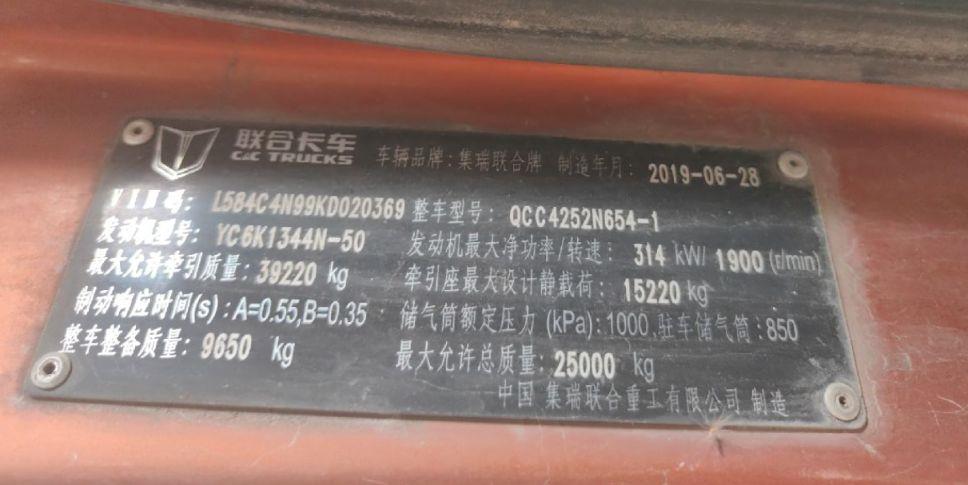 联合卡车
C&C TRUCKS
车辆品牌:集瑞联合牌 制造年月: 2019-06-28
VIN码: L584C4N99KD020369 整车型号: QCC4252N654-1
发动机型号: YC6K1344N-50 发动机最大净功率/转速: 314 kW/ 1900 (r/min)
最大允许牵引质量: 39220 kg 牵引座最大设计静载荷: 15220 kg
制动响应时间(s):A=0.55,B=0.35 储气筒额定压力 (kPa):1000,驻车储气筒:850
整车整备质量: 9650 kg 最大允许总质量: 25000 kg
中国 集瑞联合重工有限公司 制造